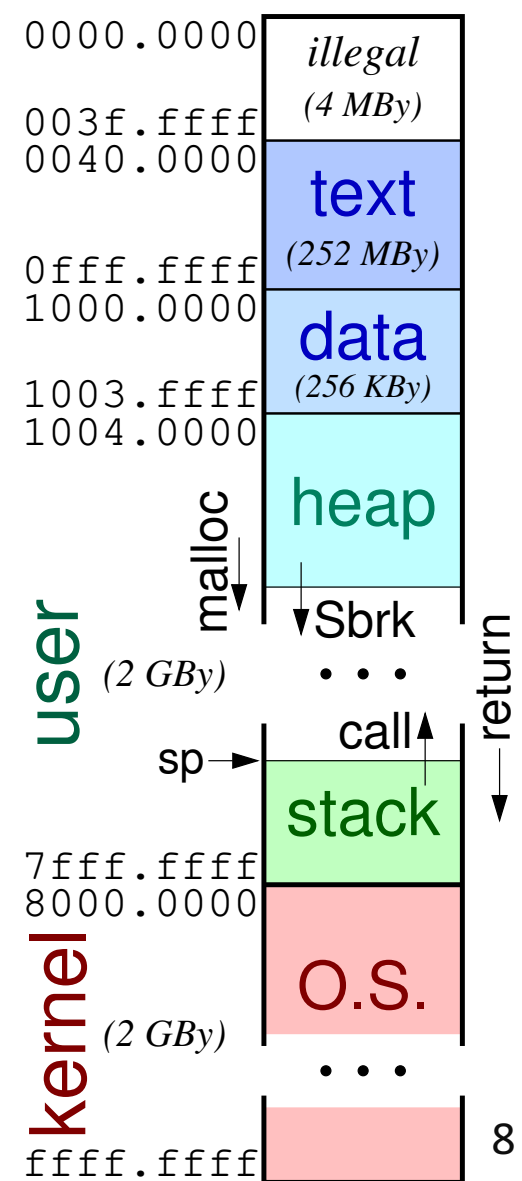 0000.0000
illegal
(4 MBy)
003f.ffff
0040.0000
text
(252 MBy)
0fff.ffff
1000.0000
data
(256 KBy)
1003.ffff
1004.0000
heap
malloc
Sbrk
user
(2 GBy)
• • •
return
call
sp
stack
7fff.ffff
8000.0000
kernel
O.S.
(2 GBy)
• • •
8
ffff.ffff